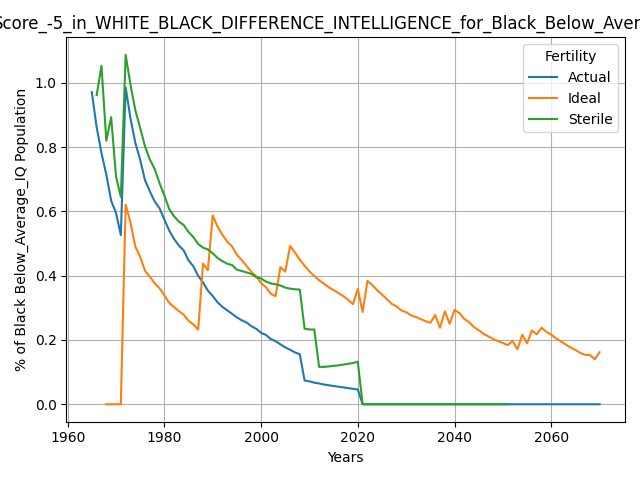 Score_-5_in_WHITE_BLACK_DIFFERENCE_INTELLIGENCE_for_Black_Below_Aver
% of Black Below_Average_IQ Population
1.0
0.8
0.6
0.4
0.2
0.0
Fertility
Actual
Ideal
Sterile
1960
1980
2000
2020
2040
2060
Years